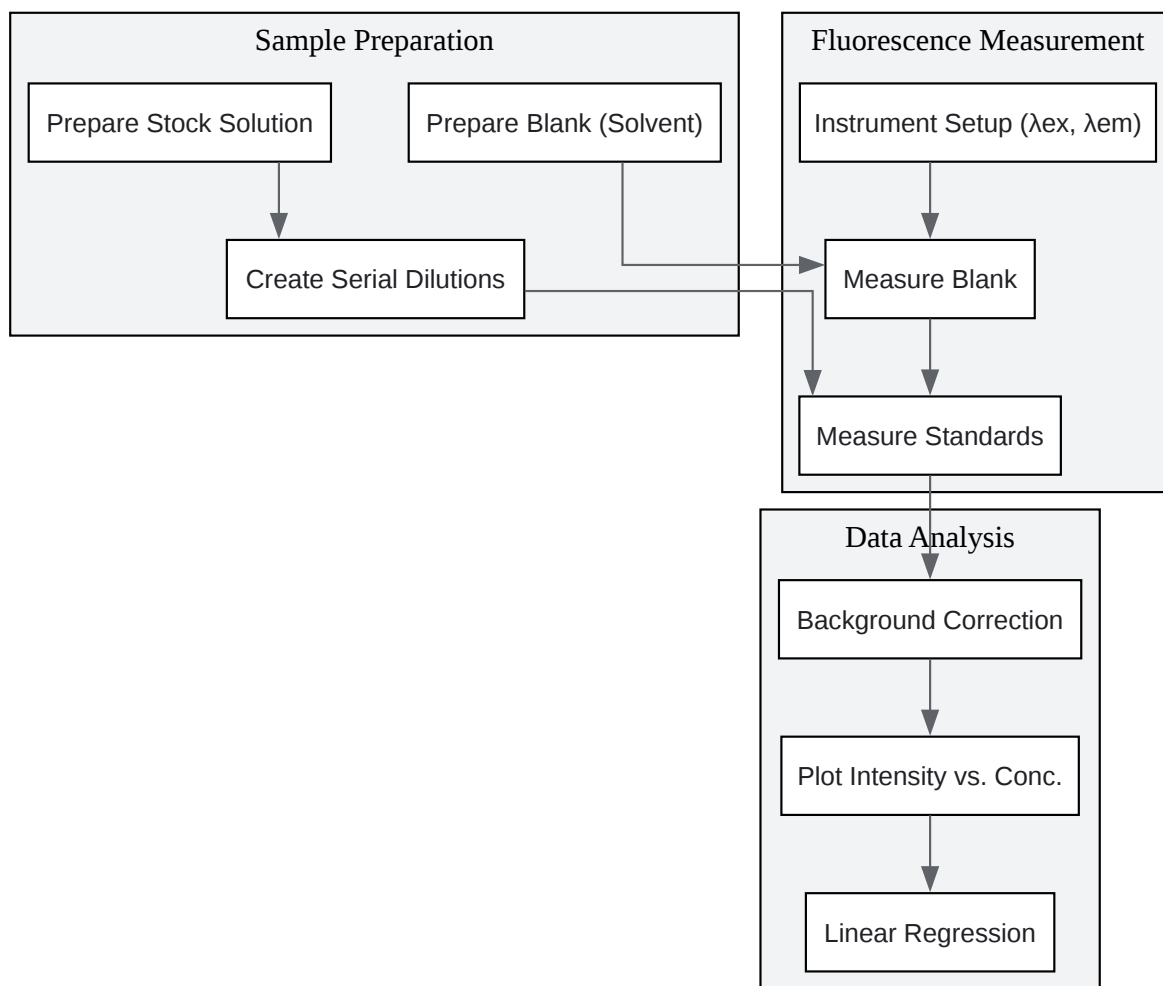 Sample Preparation
Prepare Stock Solution
Prepare Blank (Solvent)
Create Serial Dilutions
Fluorescence Measurement
Instrument Setup (λex, λem)
Measure Blank
Measure Standards
Data Analysis
Background Correction
Plot Intensity vs. Conc.
Linear Regression